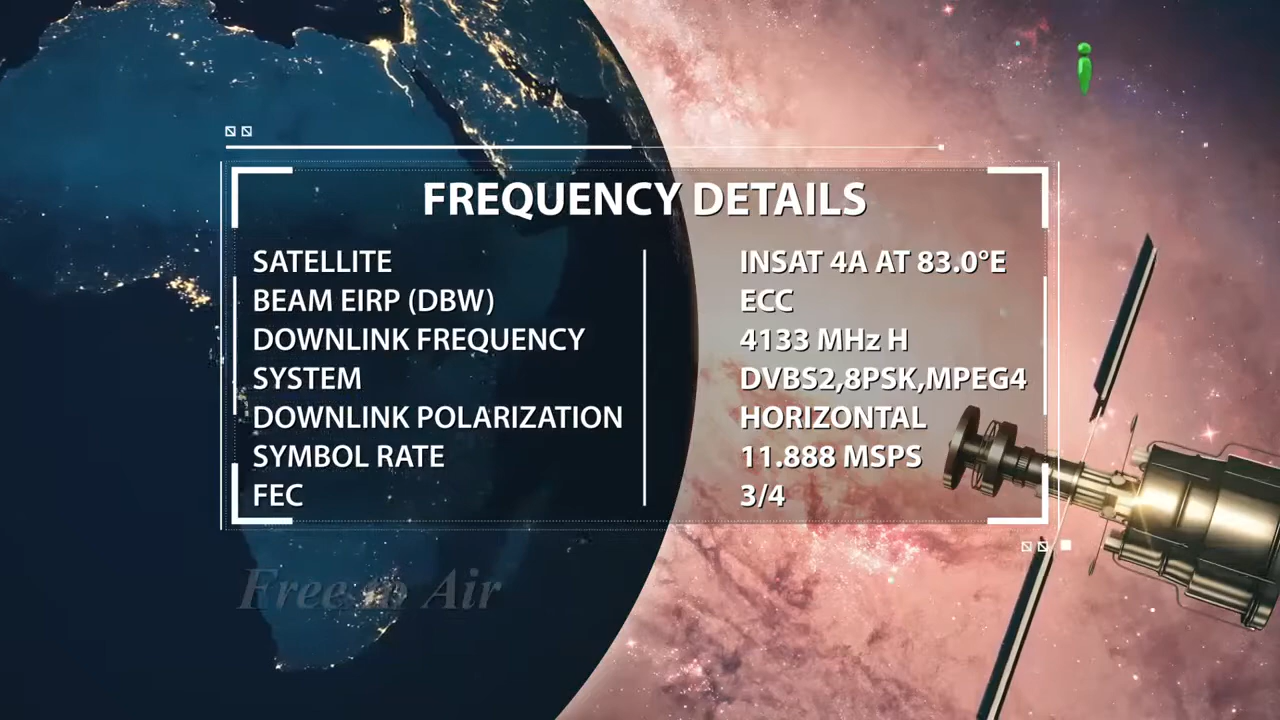 FREQUENCY DETAILS
SATELLITE INSAT 4A AT 83.0°E
BEAM EIRP (DBW) ECC
DOWNLINK FREQUENCY 4133 MHz H
SYSTEM DVBS2,8PSK,MPEG4
DOWNLINK POLARIZATION HORIZONTAL
SYMBOL RATE 11.888 MSPS
FEC 3/4
Free to Air